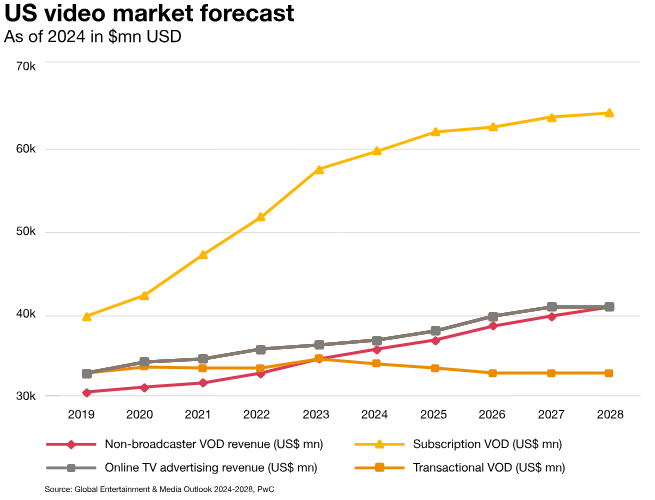 US video market forecast
As of 2024 in $mn USD
70k
60k
50k
40k
30k
2019 2020 2021 2022 2023 2024 2025 2026 2027 2028
Non-broadcaster VOD revenue (US$ mn) Subscription VOD (US$ mn)
Online TV advertising revenue (US$ mn) Transactional VOD (US$ mn)
Source: Global Entertainment & Media Outlook 2024-2028, PwC